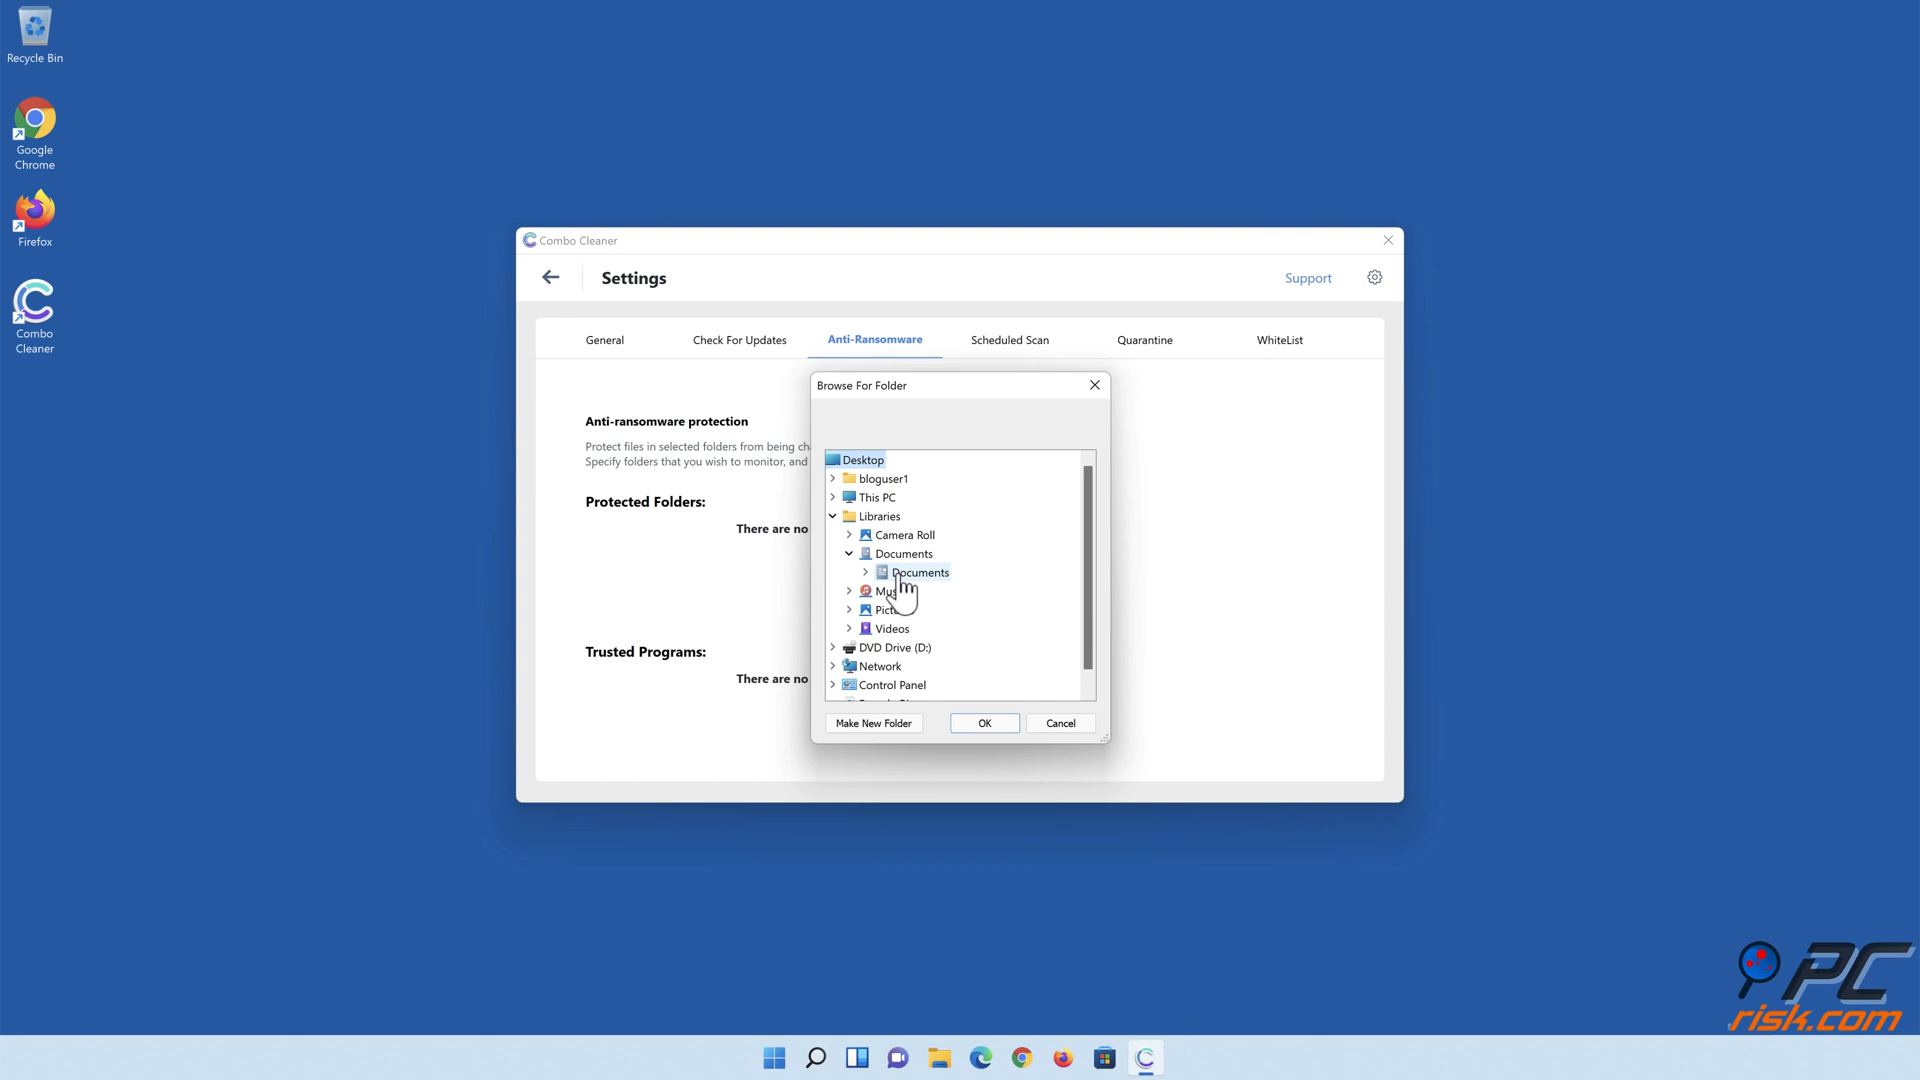 Recycle Bin
Google
Chrome
Firefox
Combo
Cleaner
Combo Cleaner
Settings
Support
General
Check For Updates
Anti-Ransomware
Scheduled Scan
Quarantine
WhiteList
Anti-ransomware protection
Protect files in selected folders from being
Specify folders that you wish to monitor, and
Protected Folders:
There are no
Trusted Programs:
There are no
Browse For Folder
Desktop
bloguser1
This PC
Libraries
Camera Roll
Documents
Documents
Videos
DVD Drive (D:)
Network
Control Panel
Make New Folder
OK
Cancel
PC
risk.com